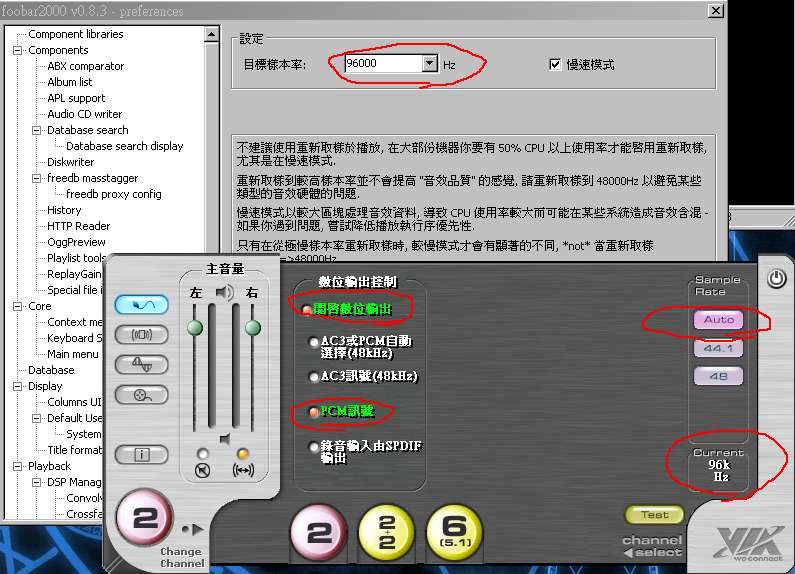 foobar2000 v0.8.3 - preferences
Component libraries
Components
ABX comparator
Album list
APL support
Audio CD writer
Database search
Database search display
Diskwriter
freedb masstagger
freedb proxy config
History
HTTP Reader
OggPreview
Playlist tools
ReplayGain
Special file i
Core
Context me
Keyboard S
Main menu
Database
Display
Columns UI
Default Use
System
Title format
Playback
DSP Manag
Convolv
Crossfa
設定
目標樣本率:
96000
Hz
慢速模式
不建議使用重新取樣於播放, 在大部份機器你要有 50% CPU 以上使用率才能啓用重新取樣,
尤其是在慢速模式.
重新取樣到較高樣本率並不會提高 "音效品質" 的感覺, 請重新取樣到 48000Hz 以避免某些
類型的音效硬體的問題.
慢速模式以較大區塊處理音效資料, 導致 CPU 使用率較大而可能在某些系統造成音效含混 -
如果你遇到問題, 嘗試降低播放執行序優先性.
只有在從極慢樣本率重新取樣時, 較慢模式才會有顯著的不同, *not* 當重新取樣
=>48000Hz
主音量
左
右
數位輸出控制
開啓數位輸出
AC3或PCM自動
選擇(48kHz)
AC3訊號(48kHz)
PCM訊號
錄音輸入由SPDIF
輸出
Sample
Rate
Auto
44.1
48
Current
96k
Hz
2
Change
Channel
2
2+2
6
(5.1)
Test
channel
select
VIA
we connect